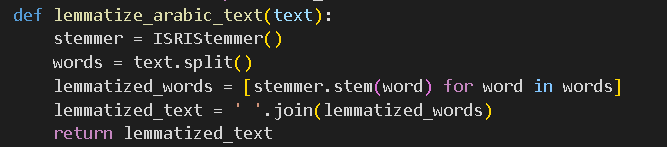 def lemmatize_arabic_text(text):
    stemmer = ISRIStemmer()
    words = text.split()
    lemmatized_words = [stemmer.stem(word) for word in words]
    lemmatized_text = ' '.join(lemmatized_words)
    return lemmatized_text